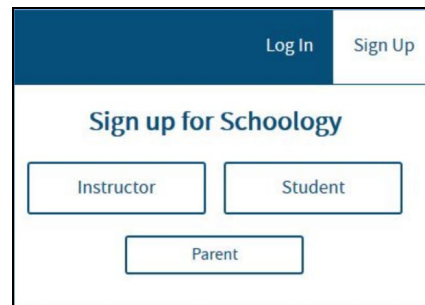 Log In Sign Up
Sign up for Schoology
Instructor Student
Parent